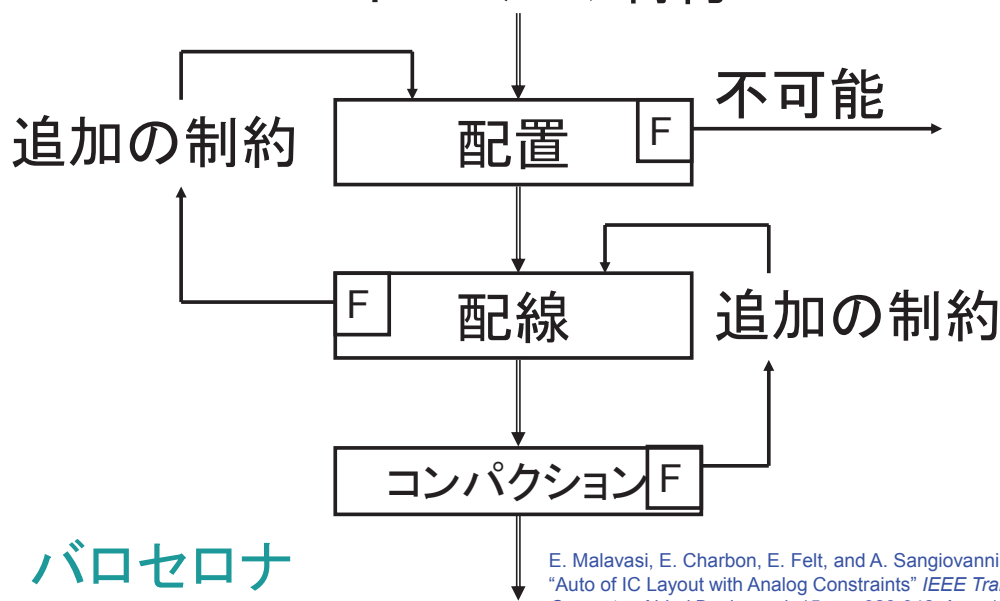 不可能
追加の制約
配置 F
F 配線
追加の制約
コンパクション F
バロセロナ
E. Malavasi, E. Charbon, E. Felt, and A. Sangiovanni
“Auto of IC Layout with Analog Constraints” IEEE Tra